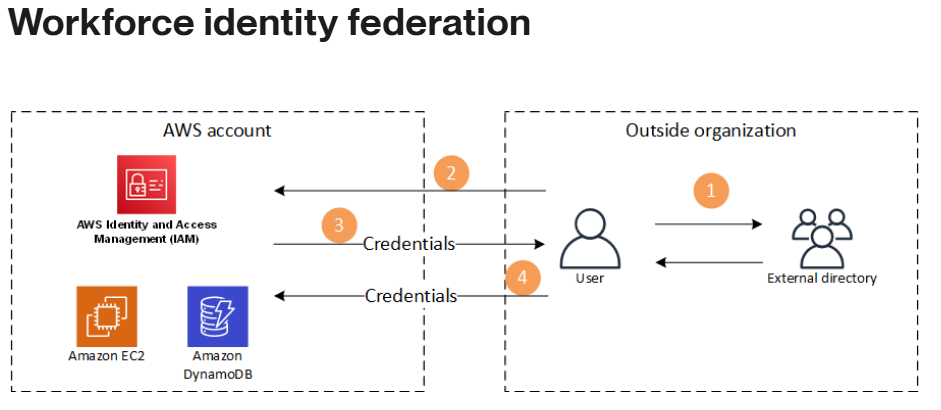 Workforce identity federation
AWS account
Outside organization
2
1
AWS Identity and Access
Management (IAM)
3
Credentials
4
User
External directory
Credentials
Amazon EC2
Amazon
DynamoDB